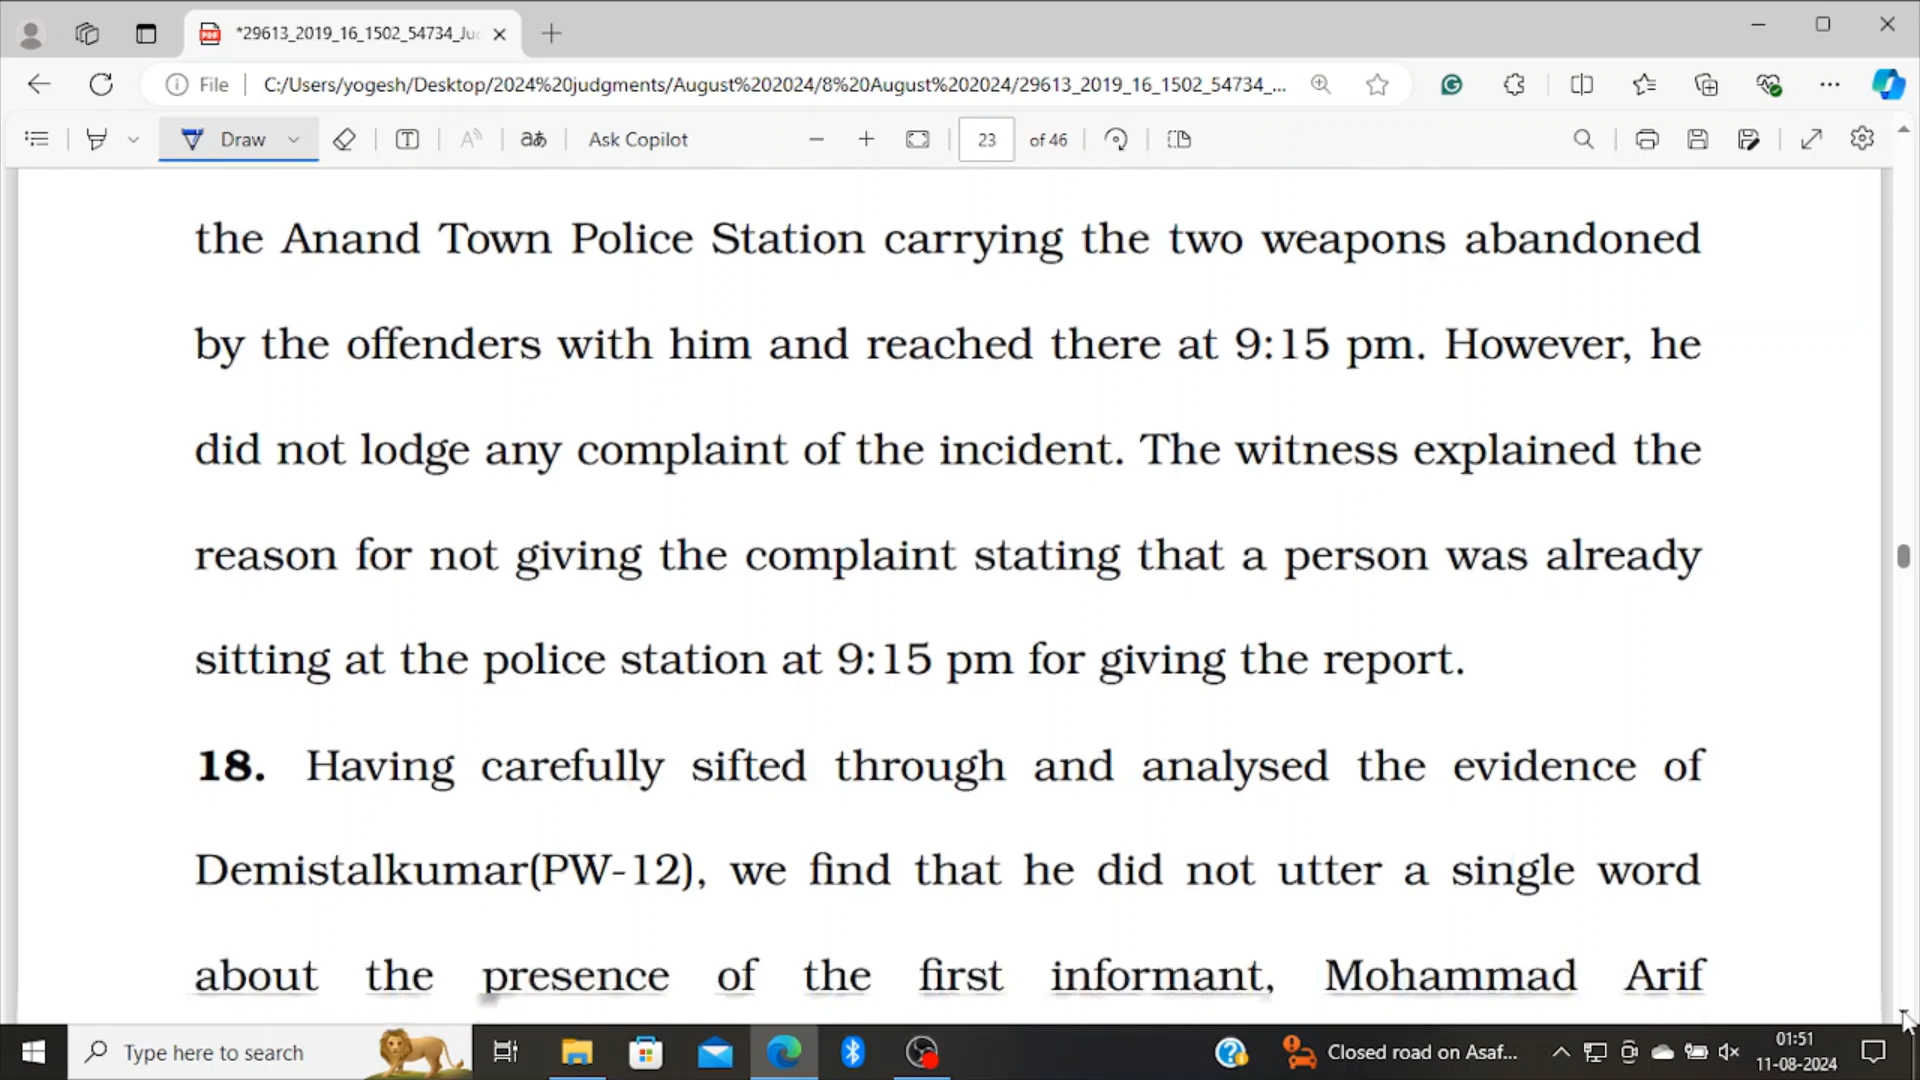 *29613_2019_16_1502_54734_Ju
File
C:/Users/yogesh/Desktop/2024%20judgments/August%202024/8%20August%202024/29613_2019_16_1502_54734_...
Draw
Ask Copilot
23 of 46
the Anand Town Police Station carrying the two weapons abandoned
by the offenders with him and reached there at 9:15 pm. However, he
did not lodge any complaint of the incident. The witness explained the
reason for not giving the complaint stating that a person was already
sitting at the police station at 9:15 pm for giving the report.
18. Having carefully sifted through and analysed the evidence of
Demistalkumar(PW-12), we find that he did not utter a single word
about the presence of the first informant, Mohammad Arif
Type here to search
Closed road on Asaf...
01:51
11-08-2024